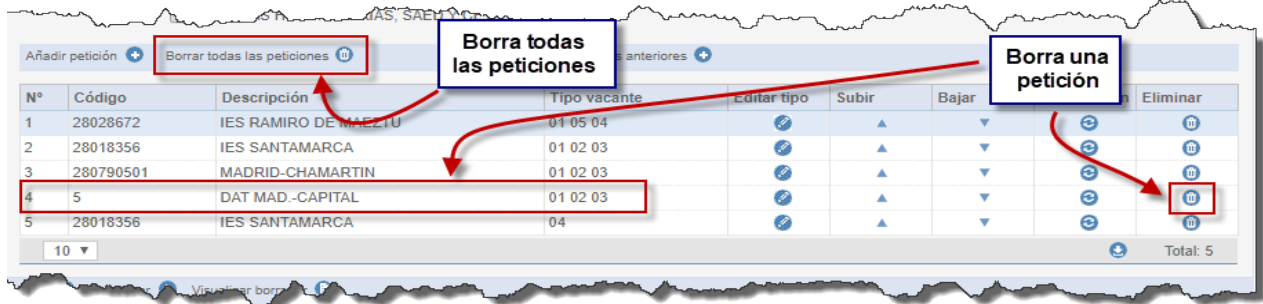 IAS, SAED Y C
Añadir petición Borrar todas las peticiones s anteriores
Borra todas
las peticiones
Borra una
petición
Nº Código Descripción Tipo vacante Editar tipo Subir Bajar n Eliminar
1 28028672 IES RAMIRO DE MAEZTU 01 05 04
2 28018356 IES SANTAMARCA 01 02 03
3 280790501 MADRID-CHAMARTIN 01 02 03
4 5 DAT MAD.-CAPITAL 01 02 03
5 28018356 IES SANTAMARCA 04
10 Total: 5